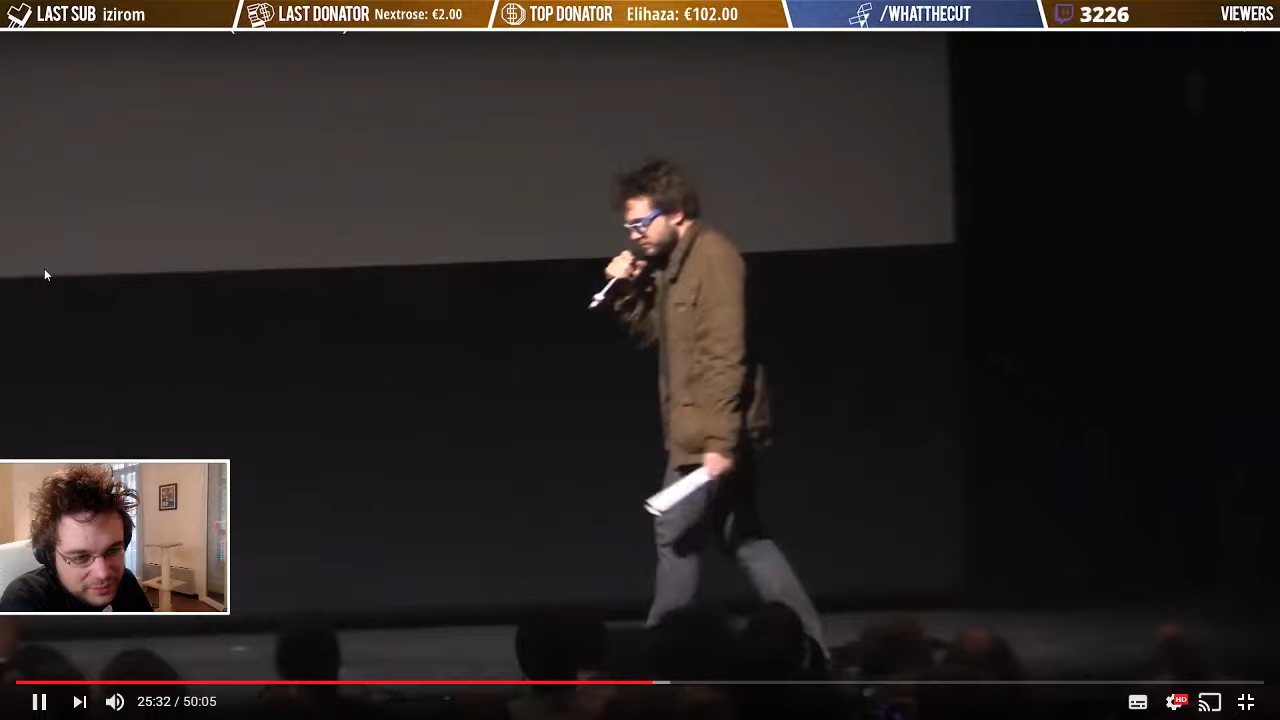 LAST SUB izirom
LAST DONATOR Nextrose: €2.00
TOP DONATOR Elihaza: €102.00
/WHATTHECUT
3226 VIEWERS
25:32 / 50:05
HD